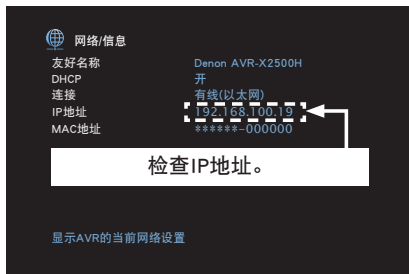 网络/信息
友好名称 Denon AVR-X2500H
DHCP 开
连接 有线(以太网)
IP地址 192.168.100.19
MAC地址 ******-000000
检查IP地址。
显示AVR的当前网络设置